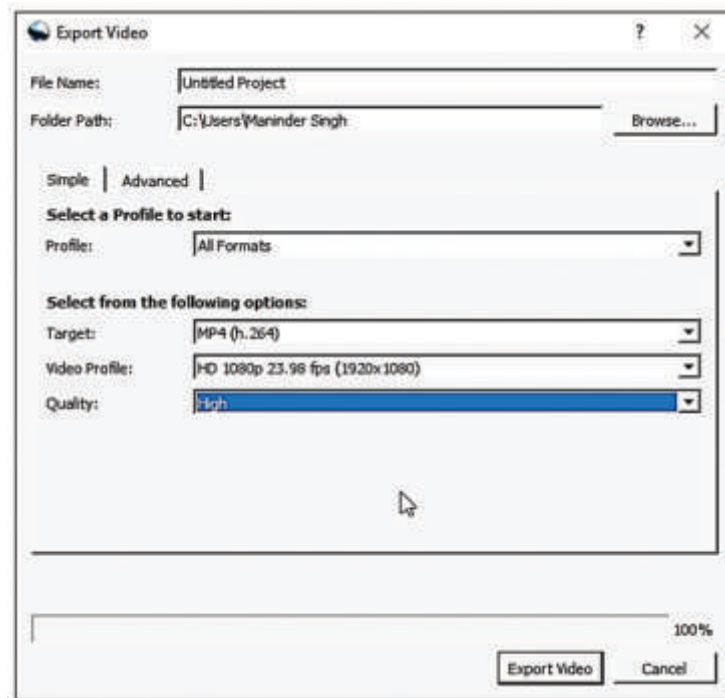 Export Video ? ✕
File Name: Untitled Project
Folder Path: C:\Users\Maninder Singh Browse...
Simple Advanced
Select a Profile to start:
Profile: All Formats
Select from the following options:
Target: MP4 (h.264)
Video Profile: HD 1080p 23.98 fps (1920x1080)
Quality: High
100%
Export Video Cancel